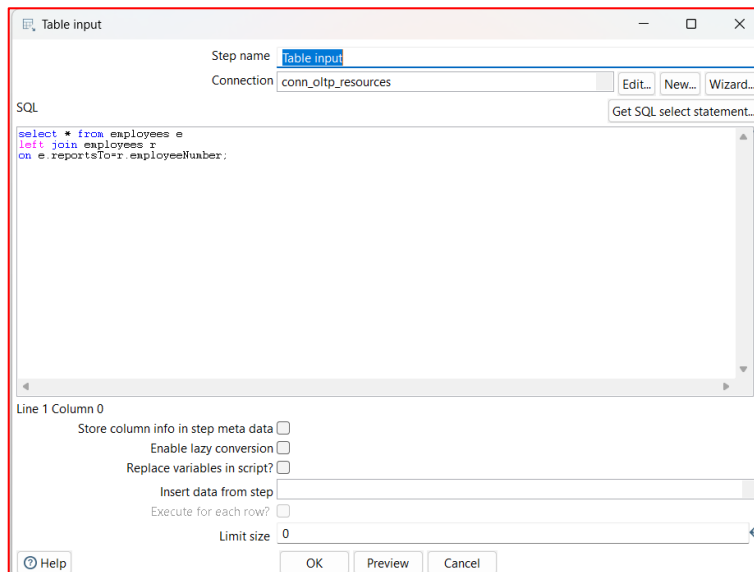 Table input
Step name Table input
Connection conn_oltp_resources Edit... New... Wizard...
SQL Get SQL select statement...
select * from employees e
left join employees r
on e.reportsTo=r.employeeNumber;
Line 1 Column 0
Store column info in step meta data
Enable lazy conversion
Replace variables in script?
Insert data from step
Execute for each row?
Limit size 0
Help OK Preview Cancel